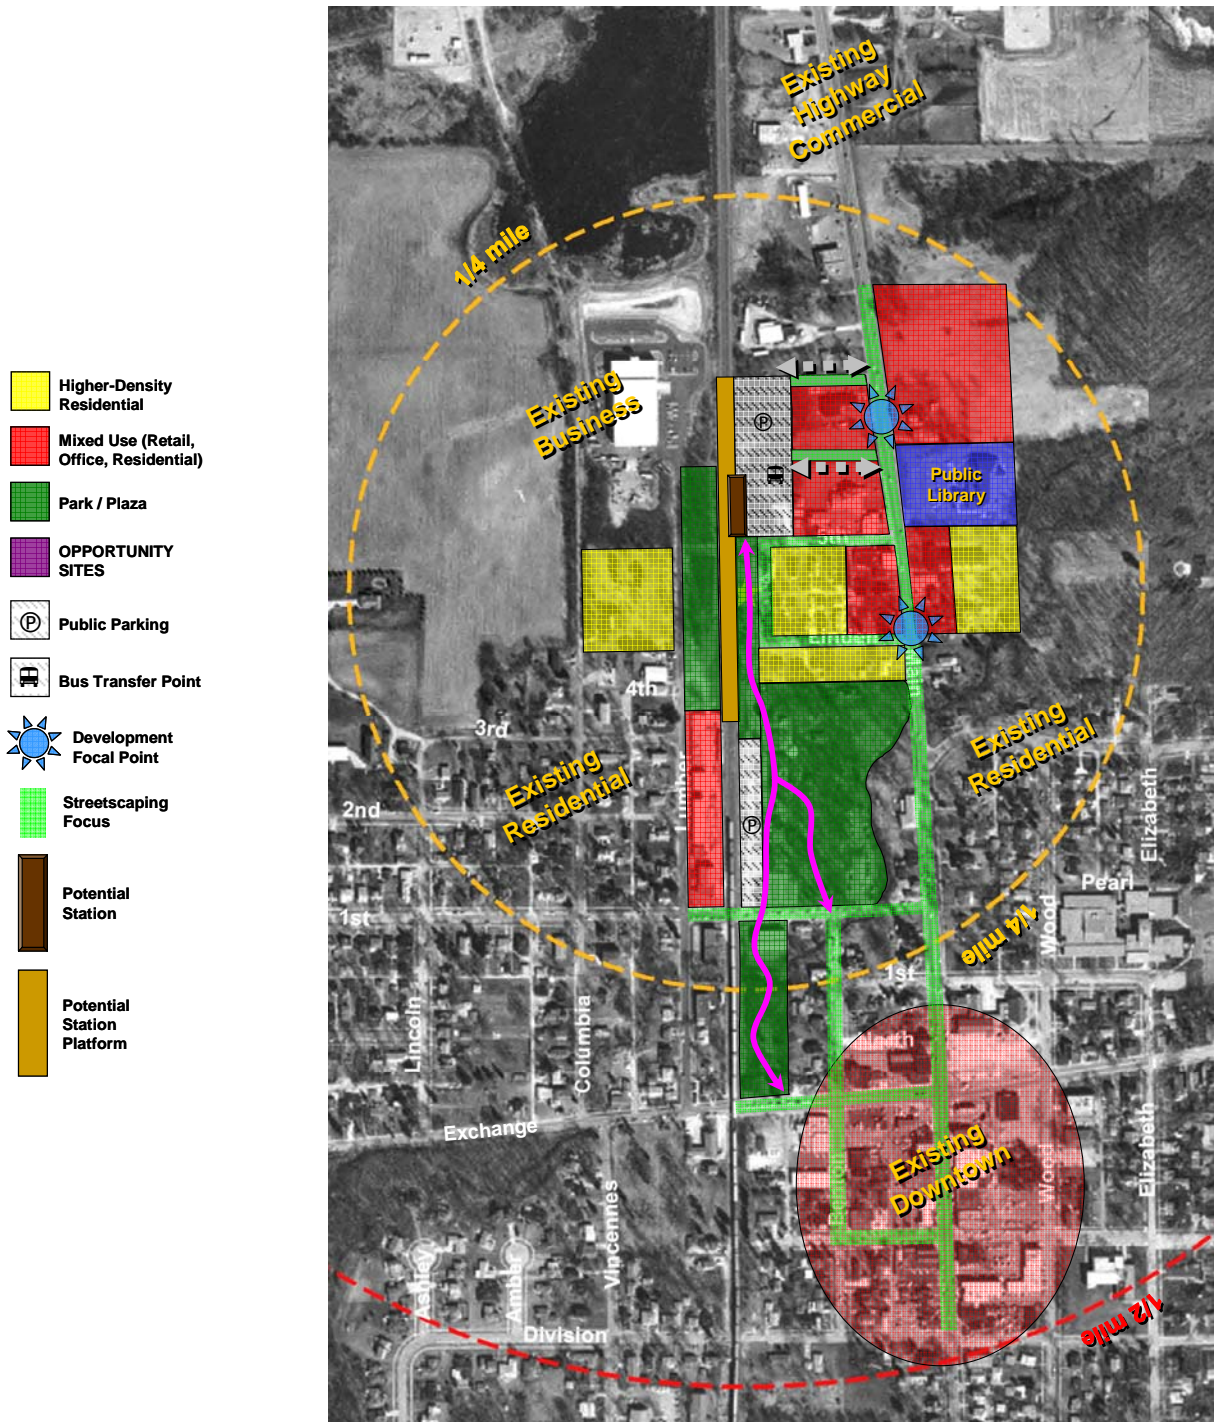 Existing
Highway
Commercial
1/4 mile
Higher-Density
Residential
Mixed Use (Retail,
Office, Residential)
Park / Plaza
OPPORTUNITY
SITES
P
Public Parking
Bus Transfer Point
Development
Focal Point
Streetscaping
Focus
Potential
Station
Potential
Station
Platform
Existing
Business
P
Public
Library
5th
4th
3rd
2nd
1st
Existing
Residential
Existing
Residential
P
Elizabeth
Pearl
Wood
1/4 mile
1st
Lincoln
Columbia
Exchange
Existing
Downtown
Elizabeth
Vincennes
Ashley
Amber
Division
1/2 mile